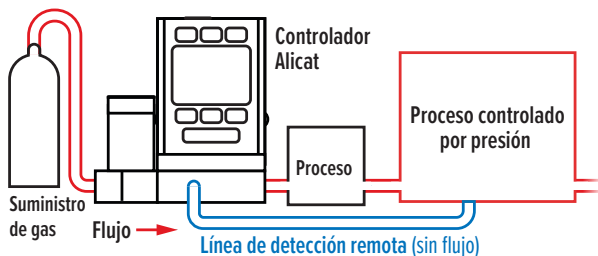 Controlador
Alicat
Proceso controlado
por presión
Proceso
Suministro
de gas
Flujo
Línea de detección remota (sin flujo)